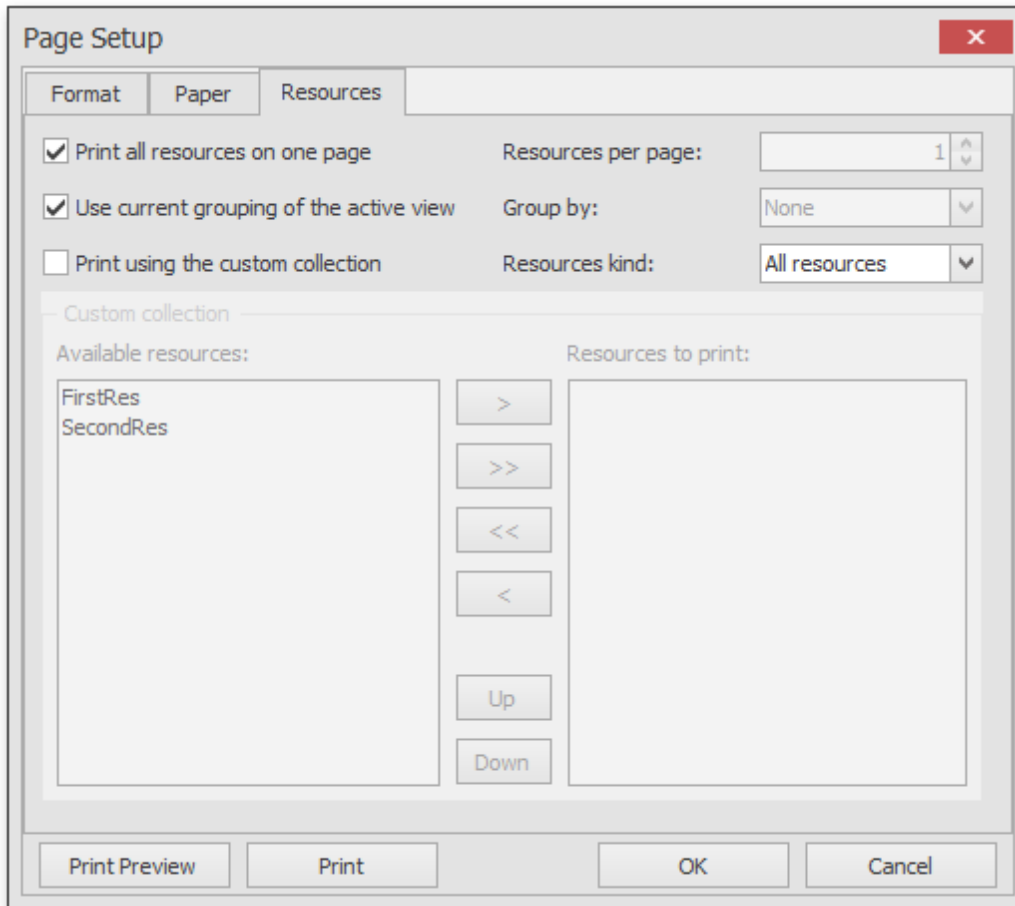 Page Setup
Format Paper Resources
Print all resources on one page Resources per page: 1
Use current grouping of the active view Group by: None
Print using the custom collection Resources kind: All resources
Custom collection
Available resources: Resources to print:
FirstRes
SecondRes
>
>>
<<
<
Up
Down
Print Preview Print OK Cancel